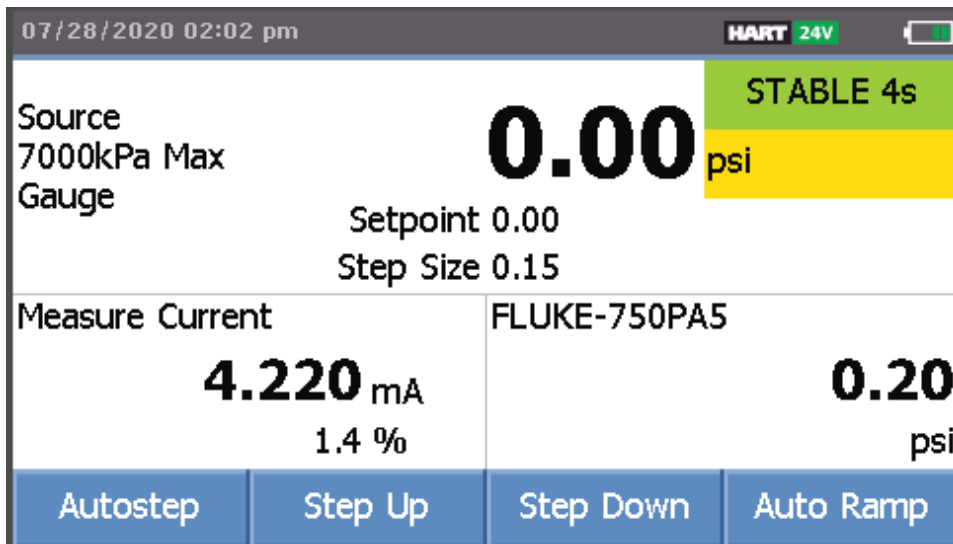 07/28/2020 02:02 pm HART 24V
STABLE 4s
Source
7000kPa Max
Gauge
0.00 psi
Setpoint 0.00
Step Size 0.15
Measure Current
4.220 mA
1.4 %
FLUKE-750PA5
0.20
psi
Autostep Step Up Step Down Auto Ramp